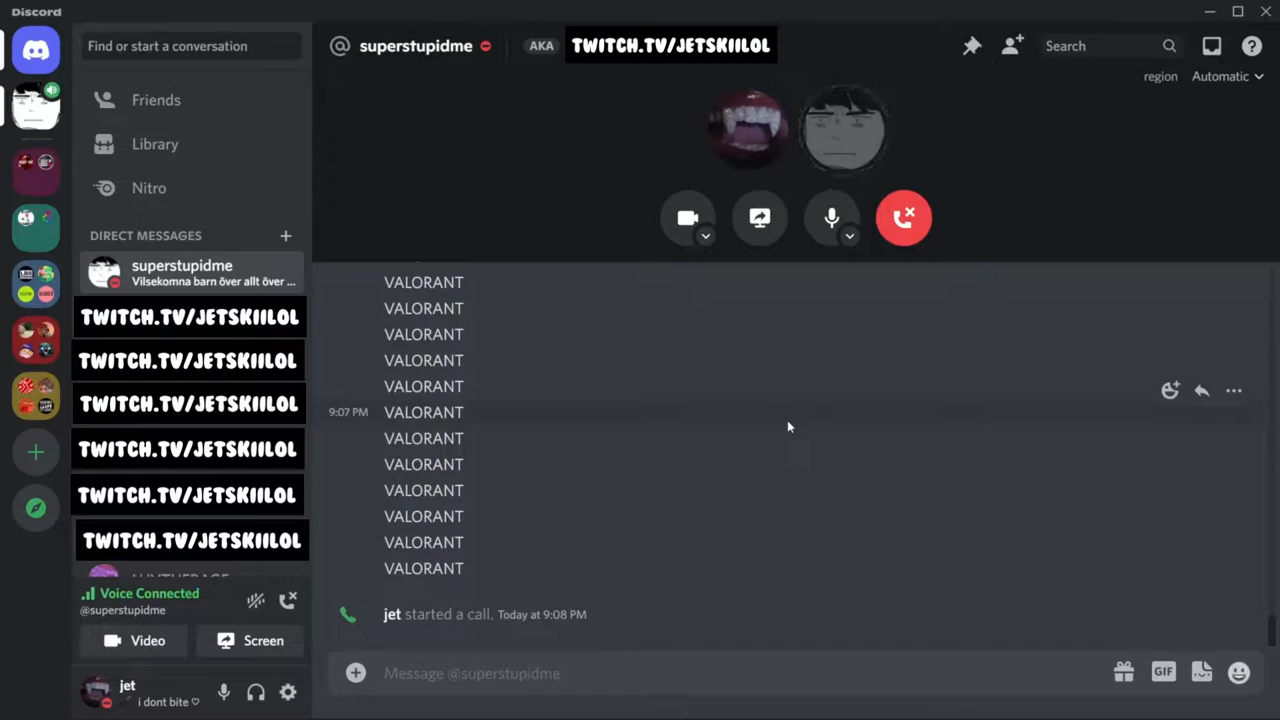 Discord
Find or start a conversation
Friends
Library
Nitro
DIRECT MESSAGES
superstupidme
Vilsekomna barn över allt över ...
TWITCH.TV/JETSKIILOL
TWITCH.TV/JETSKIILOL
TWITCH.TV/JETSKIILOL
TWITCH.TV/JETSKIILOL
TWITCH.TV/JETSKIILOL
TWITCH.TV/JETSKIILOL
Voice Connected
@superstupidme
Video Screen
jet
i dont bite ♡
@ superstupidme AKA TWITCH.TV/JETSKIILOL Search
region Automatic
VALORANT
VALORANT
VALORANT
VALORANT
VALORANT
9:07 PM VALORANT
VALORANT
VALORANT
VALORANT
VALORANT
VALORANT
VALORANT
jet started a call. Today at 9:08 PM
Message @superstupidme GIF